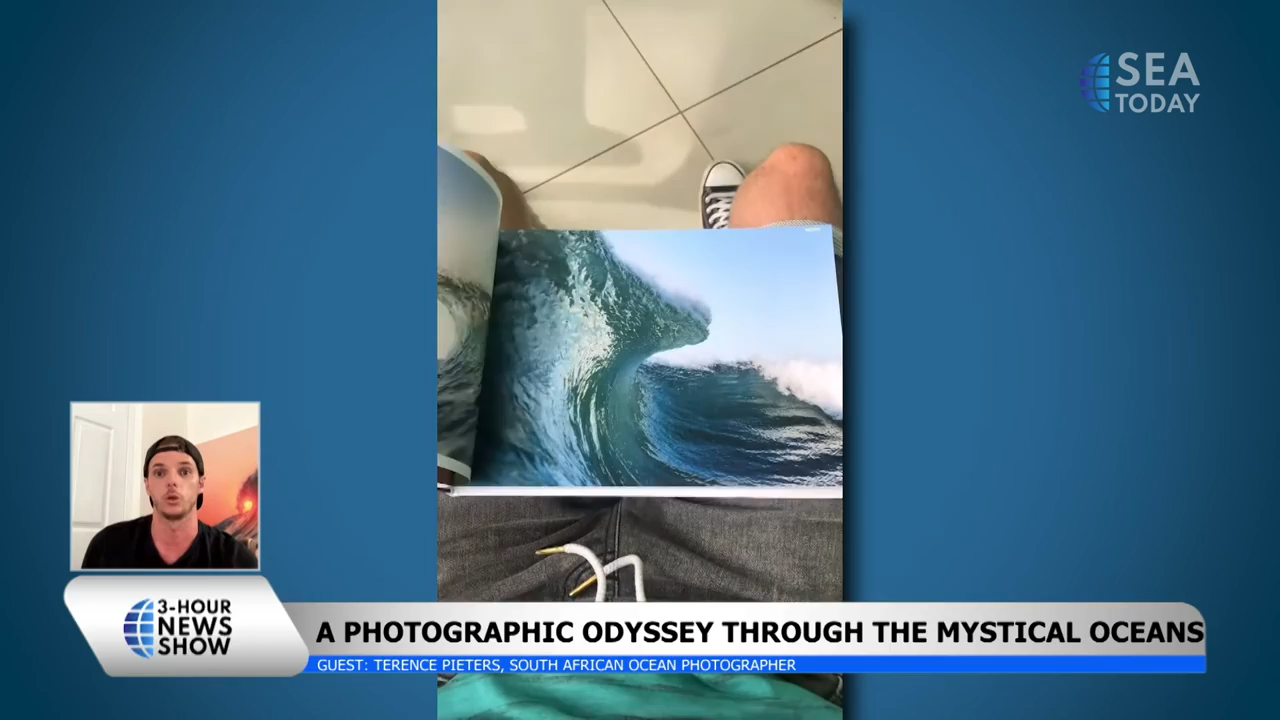 SEA
TODAY
3-HOUR
NEWS
SHOW
A PHOTOGRAPHIC ODYSSEY THROUGH THE MYSTICAL OCEANS
GUEST: TERENCE PIETERS, SOUTH AFRICAN OCEAN PHOTOGRAPHER